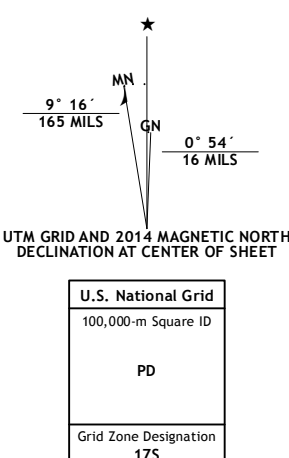 MN
GN
9° 16´
165 MILS
0° 54´
16 MILS
UTM GRID AND 2014 MAGNETIC NORTH
DECLINATION AT CENTER OF SHEET
U.S. National Grid
100,000-m Square ID
PD
Grid Zone Designation
17S